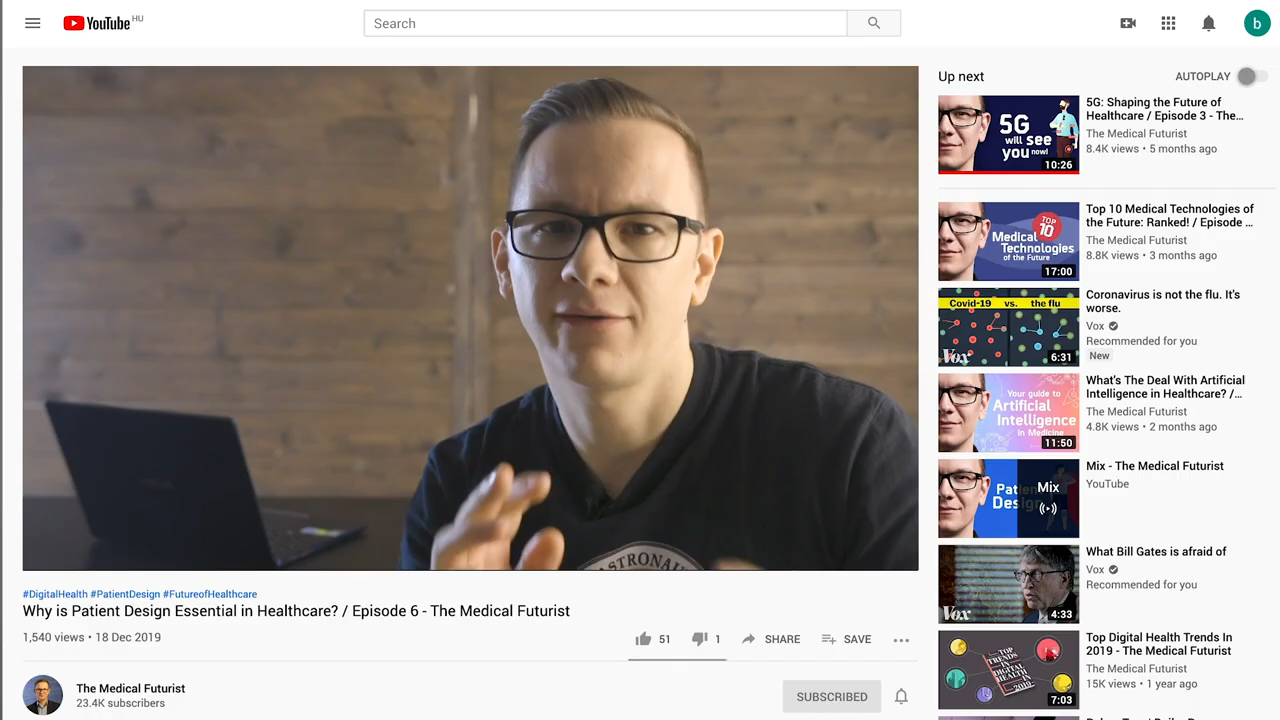 YouTube HU
Search
b
ASTRONAU
#DigitalHealth #PatientDesign #FutureofHealthcare
Why is Patient Design Essential in Healthcare? / Episode 6 - The Medical Futurist
1,540 views • 18 Dec 2019
51
1
SHARE
SAVE
The Medical Futurist
23.4K subscribers
SUBSCRIBED
Up next
AUTOPLAY
5G
will see
you now!
10:26
5G: Shaping the Future of
Healthcare / Episode 3 - The...
The Medical Futurist
8.4K views • 5 months ago
TOP
10
Medical
Technologies
of the Future
17:00
Top 10 Medical Technologies of
the Future: Ranked! / Episode ...
The Medical Futurist
8.8K views • 3 months ago
Covid-19 vs. the flu
Vox
6:31
Coronavirus is not the flu. It's
worse.
Vox
Recommended for you
New
Your guide to
Artificial
Intelligence
in Medicine
11:50
What's The Deal With Artificial
Intelligence in Healthcare? /...
The Medical Futurist
4.8K views • 2 months ago
Patient
Design
Mix
Mix - The Medical Futurist
YouTube
Vox
4:33
What Bill Gates is afraid of
Vox
Recommended for you
TOP
TRENDS
IN
DIGITAL
HEALTH
IN
2019
7:03
Top Digital Health Trends In
2019 - The Medical Futurist
The Medical Futurist
15K views • 1 year ago